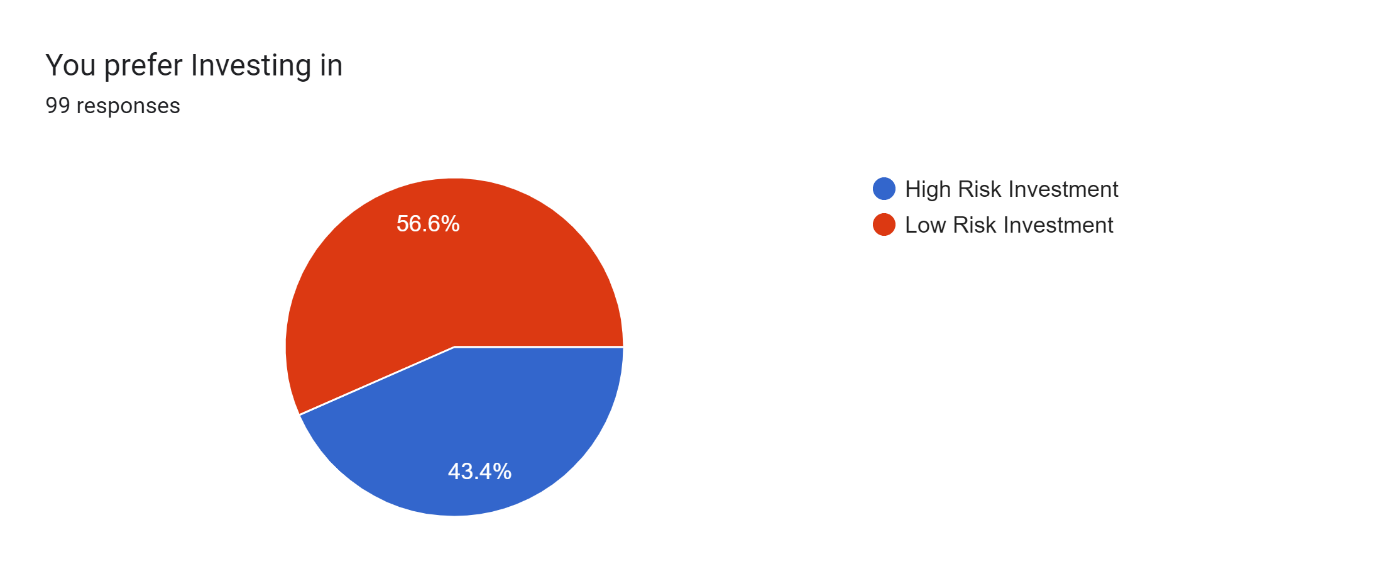 You prefer Investing in
99 responses
56.6%
43.4%
High Risk Investment
Low Risk Investment